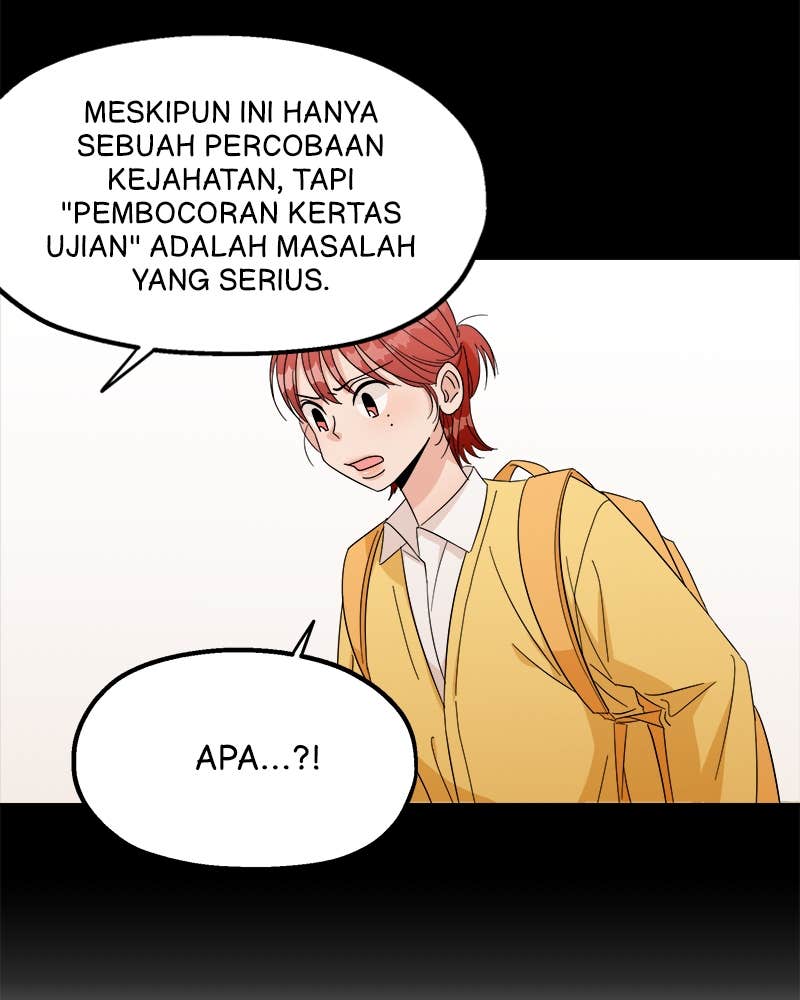 MESKIPUN INI HANYA
SEBUAH PERCOBAAN
KEJAHATAN, TAPI
"PEMBOCORAN KERTAS
UJIAN" ADALAH MASALAH
YANG SERIUS.
APA...?!